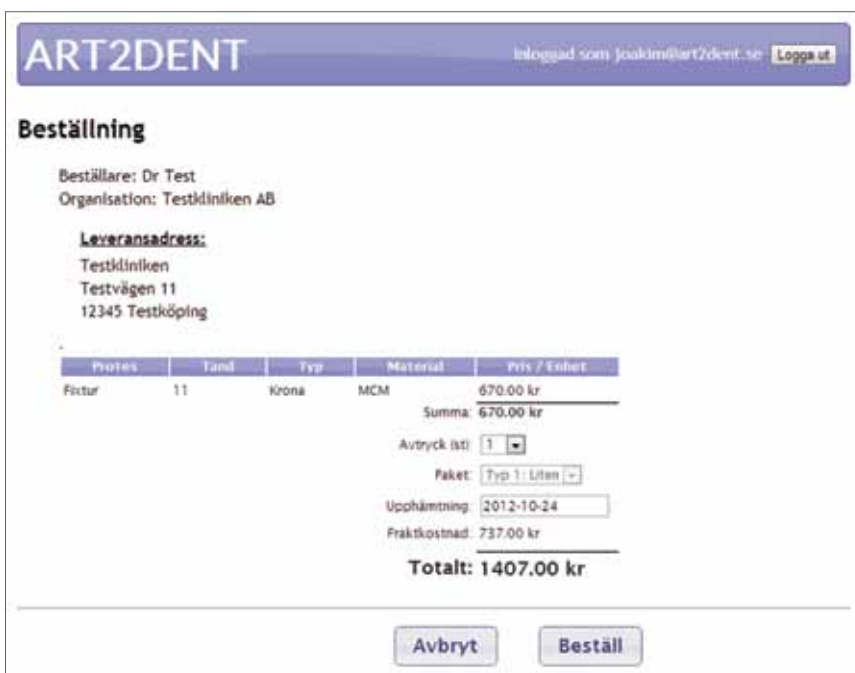 ART2DENT
Inloggad som joakim@art2dent.se Logga ut
Beställning
Beställare: Dr Test
Organisation: Testkliniken AB
Leveransadress:
Testkliniken
Testvägen 11
12345 Testköping
Protes Tand Typ Material Pris / Enhet
Fixtur 11 Krona MCM 670.00 kr
Summa: 670.00 kr
Avtryck (st): 1
Paket: Typ 1: Liten
Upphämtning: 2012-10-24
Fraktkostnad: 737.00 kr
Totalt: 1407.00 kr
Avbryt Beställ